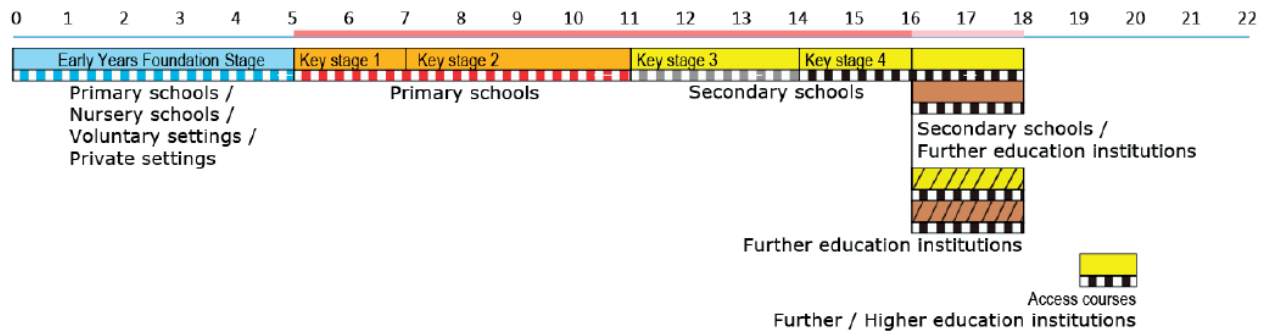 0 1 2 3 4 5 6 7 8 9 10 11 12 13 14 15 16 17 18 19 20 22
Early Years Foundation Stage Key stage 1 Key stage 2 Key stage 3 Key stage 4
Primary schools /
Nursery schools /
Voluntary settings /
Private settings
Primary schools
Secondary schools
Secondary schools /
Further education institutions
Further education institutions
Access courses
Further / Higher education institutions